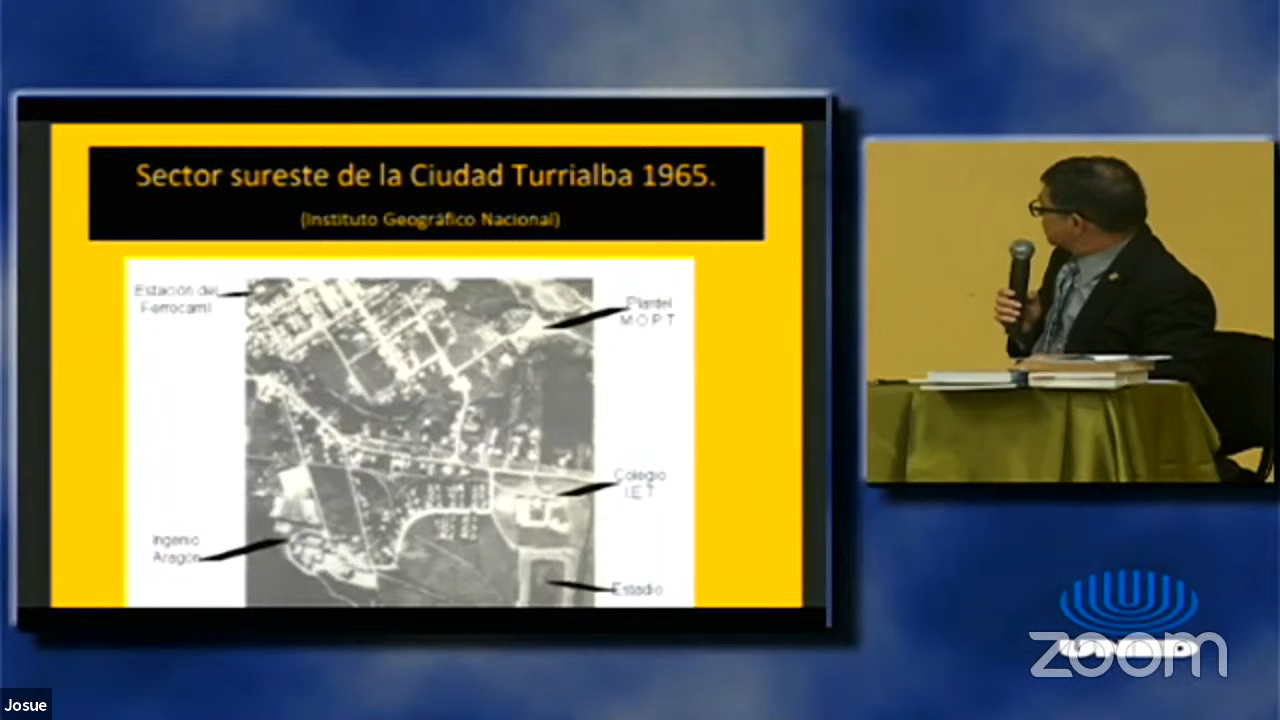 Sector sureste de la Ciudad Turrialba 1965.
(Instituto Geográfico Nacional)
Estación del
Ferrocarril
Plantel
M.O.P.T
Colegio
I.E.T
Ingenio
Aragón
Estadio
zoom
Josue